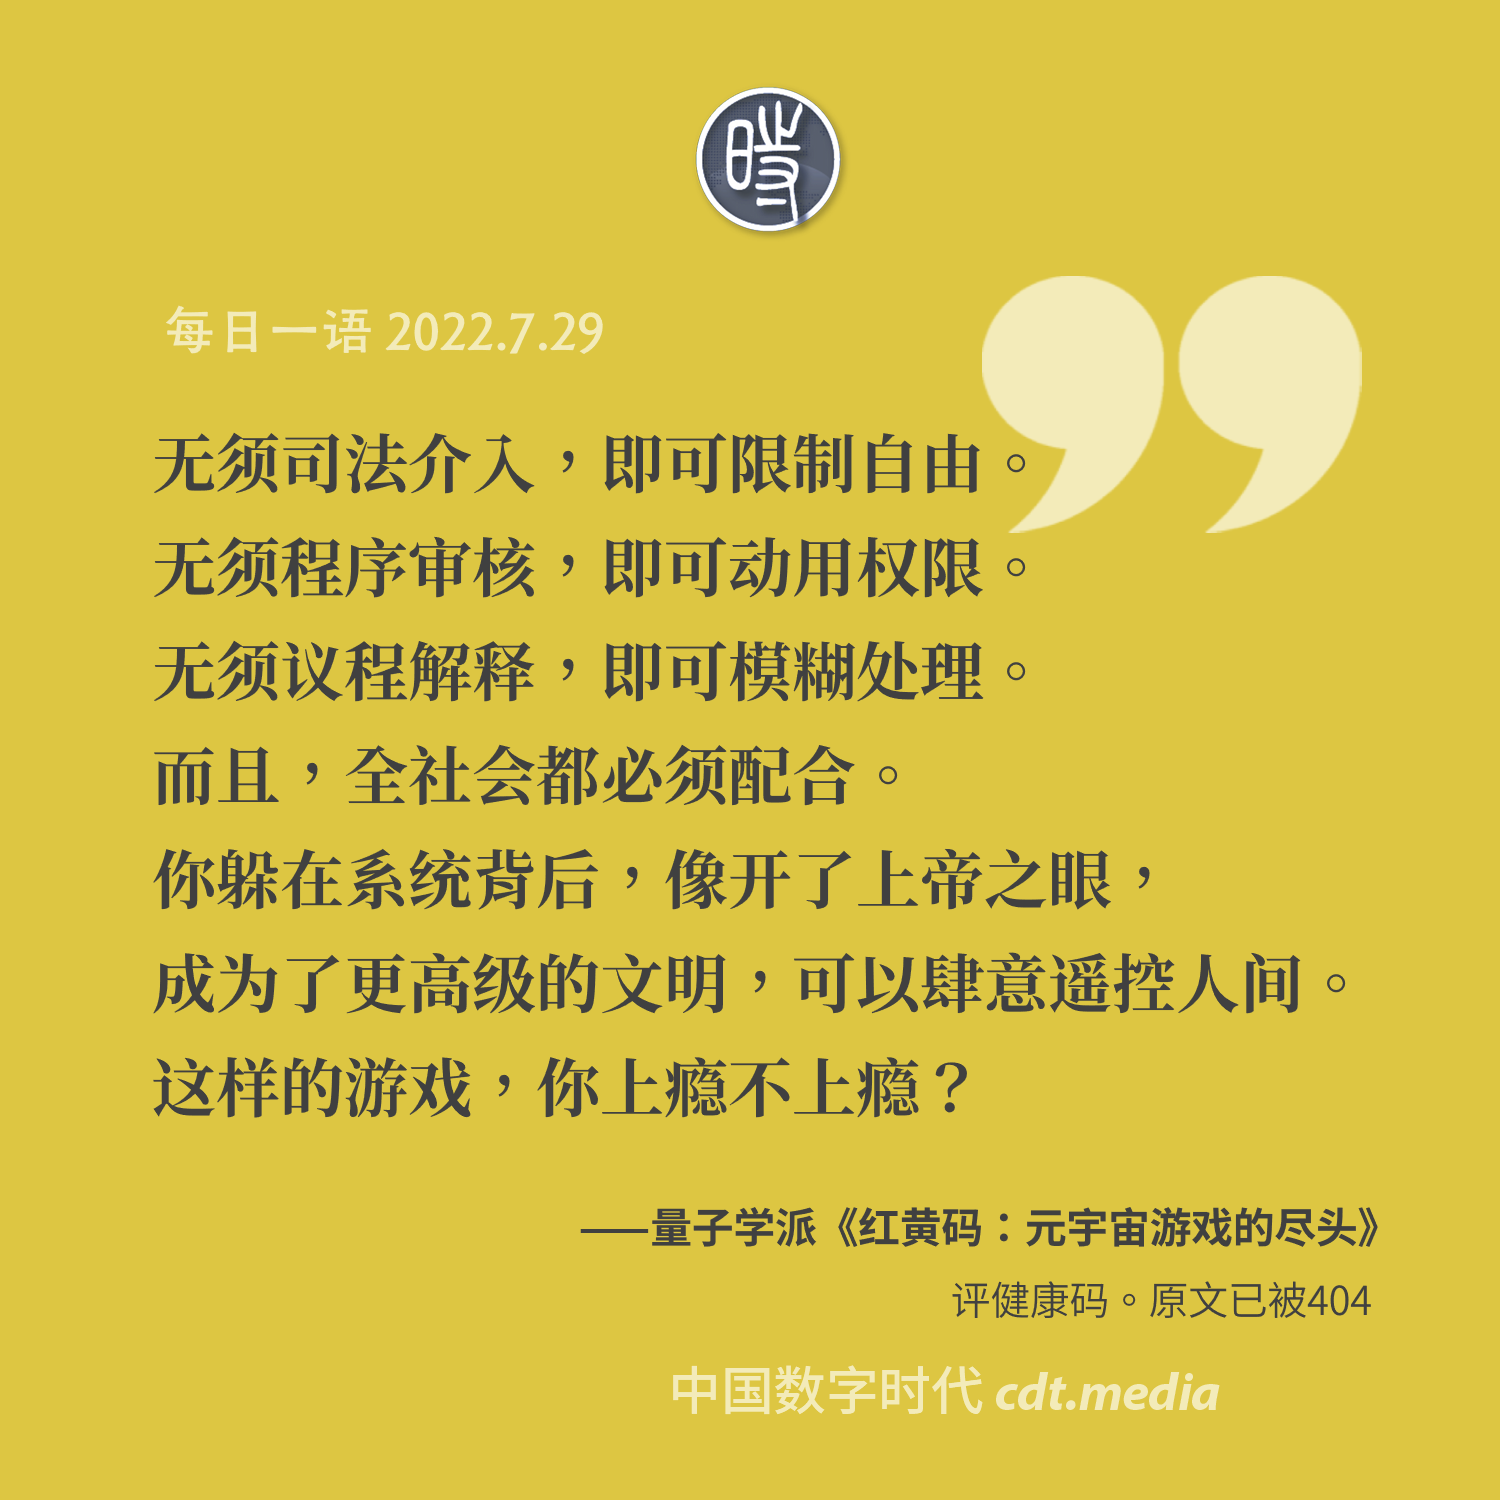 時
每日一语 2022.7.29
无须司法介入，即可限制自由。
无须程序审核，即可动用权限。
无须议程解释，即可模糊处理。
而且，全社会都必须配合。
你躲在系统背后，像开了上帝之眼，
成为了更高级的文明，可以肆意遥控人间。
这样的游戏，你上瘾不上瘾？
——量子学派《红黄码：元宇宙游戏的尽头》
评健康码。原文已被404
中国数字时代 cdt.media